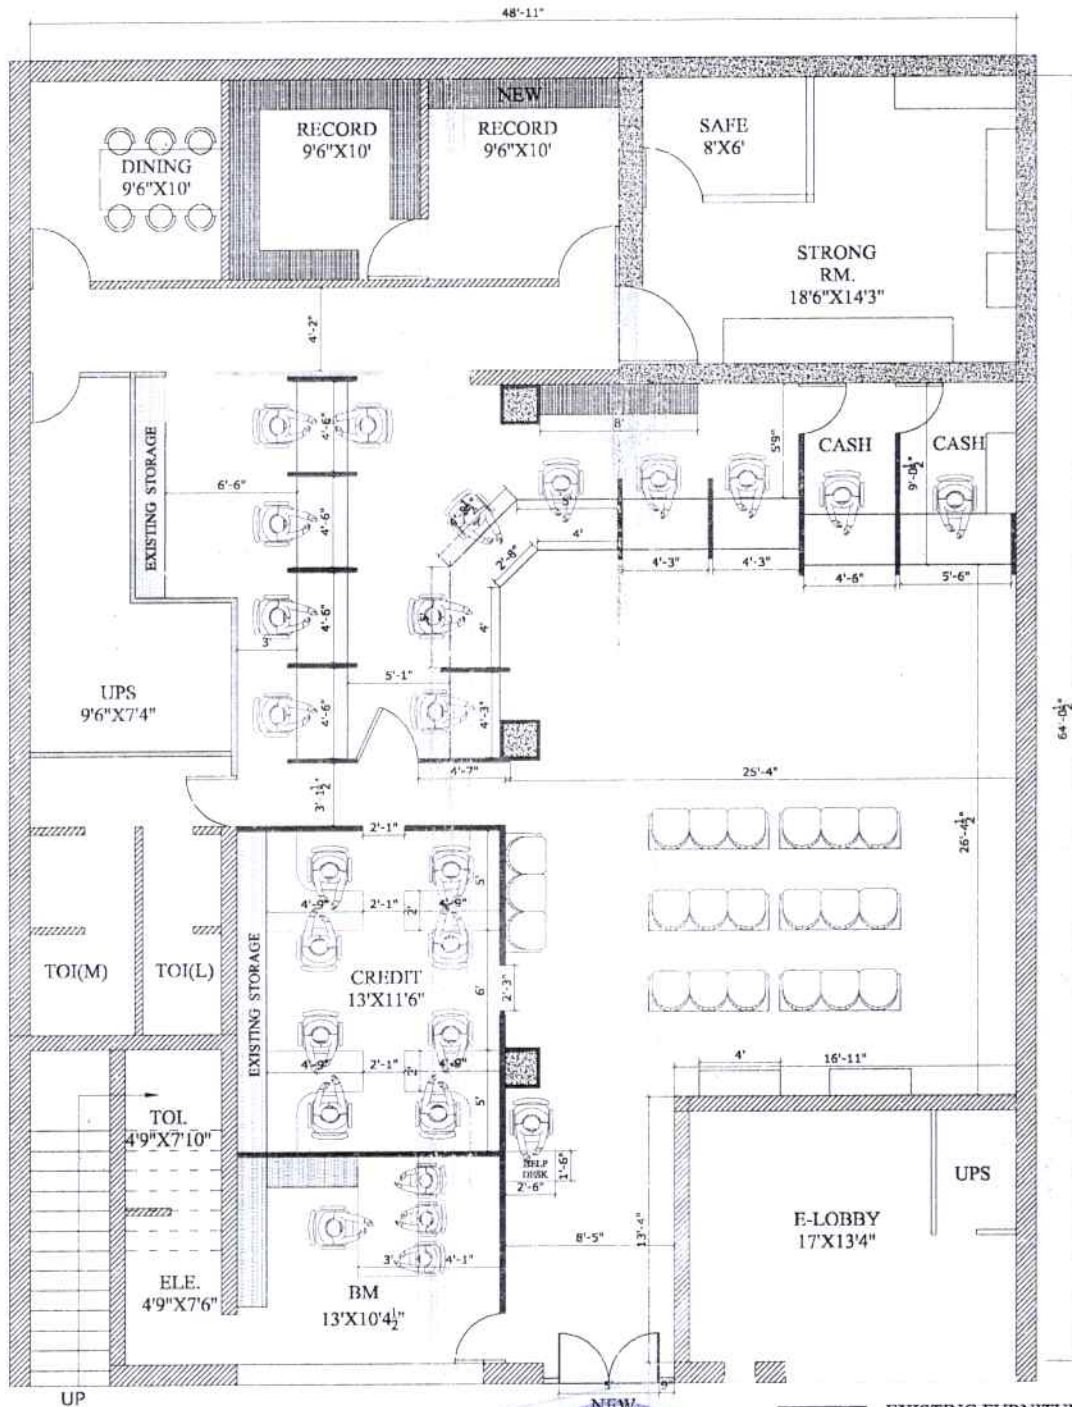 48'-11"
NEW
RECORD
9'6"X10'
RECORD
9'6"X10'
SAFE
8'X6'
DINING
9'6"X10'
STRONG
RM.
18'6"X14'3"
4'-2"
8'
5'9"
CASH
CASH
9'-0½"
EXISTING STORAGE
6'-6"
4'-6"
4'-6"
4'-6"
4'-6"
4'
2'-8"
4'-3"
4'-3"
4'-6"
5'-6"
3'
4'
5'-1"
4'-3"
UPS
9'6"X7'4"
64'-0½"
4'-7"
25'-4"
3' 1½"
2'-1"
26'-4½"
5'
4'-9"
2'-1"
2'
4'-9"
TOI(M)
TOI(L)
EXISTING STORAGE
CREDIT
13'X11'6"
6'
2'-3"
4'-9"
2'-1"
2'
4'-9"
5'
4'
16'-11"
TOI.
4'9"X7'10"
HELP
DESK
1'-6"
2'-6"
UPS
E-LOBBY
17'X13'4"
8'-5"
13'-4"
3'
4'-1"
ELE.
4'9"X7'6"
BM
13'X10'4½"
UP
5'
9"
NEW